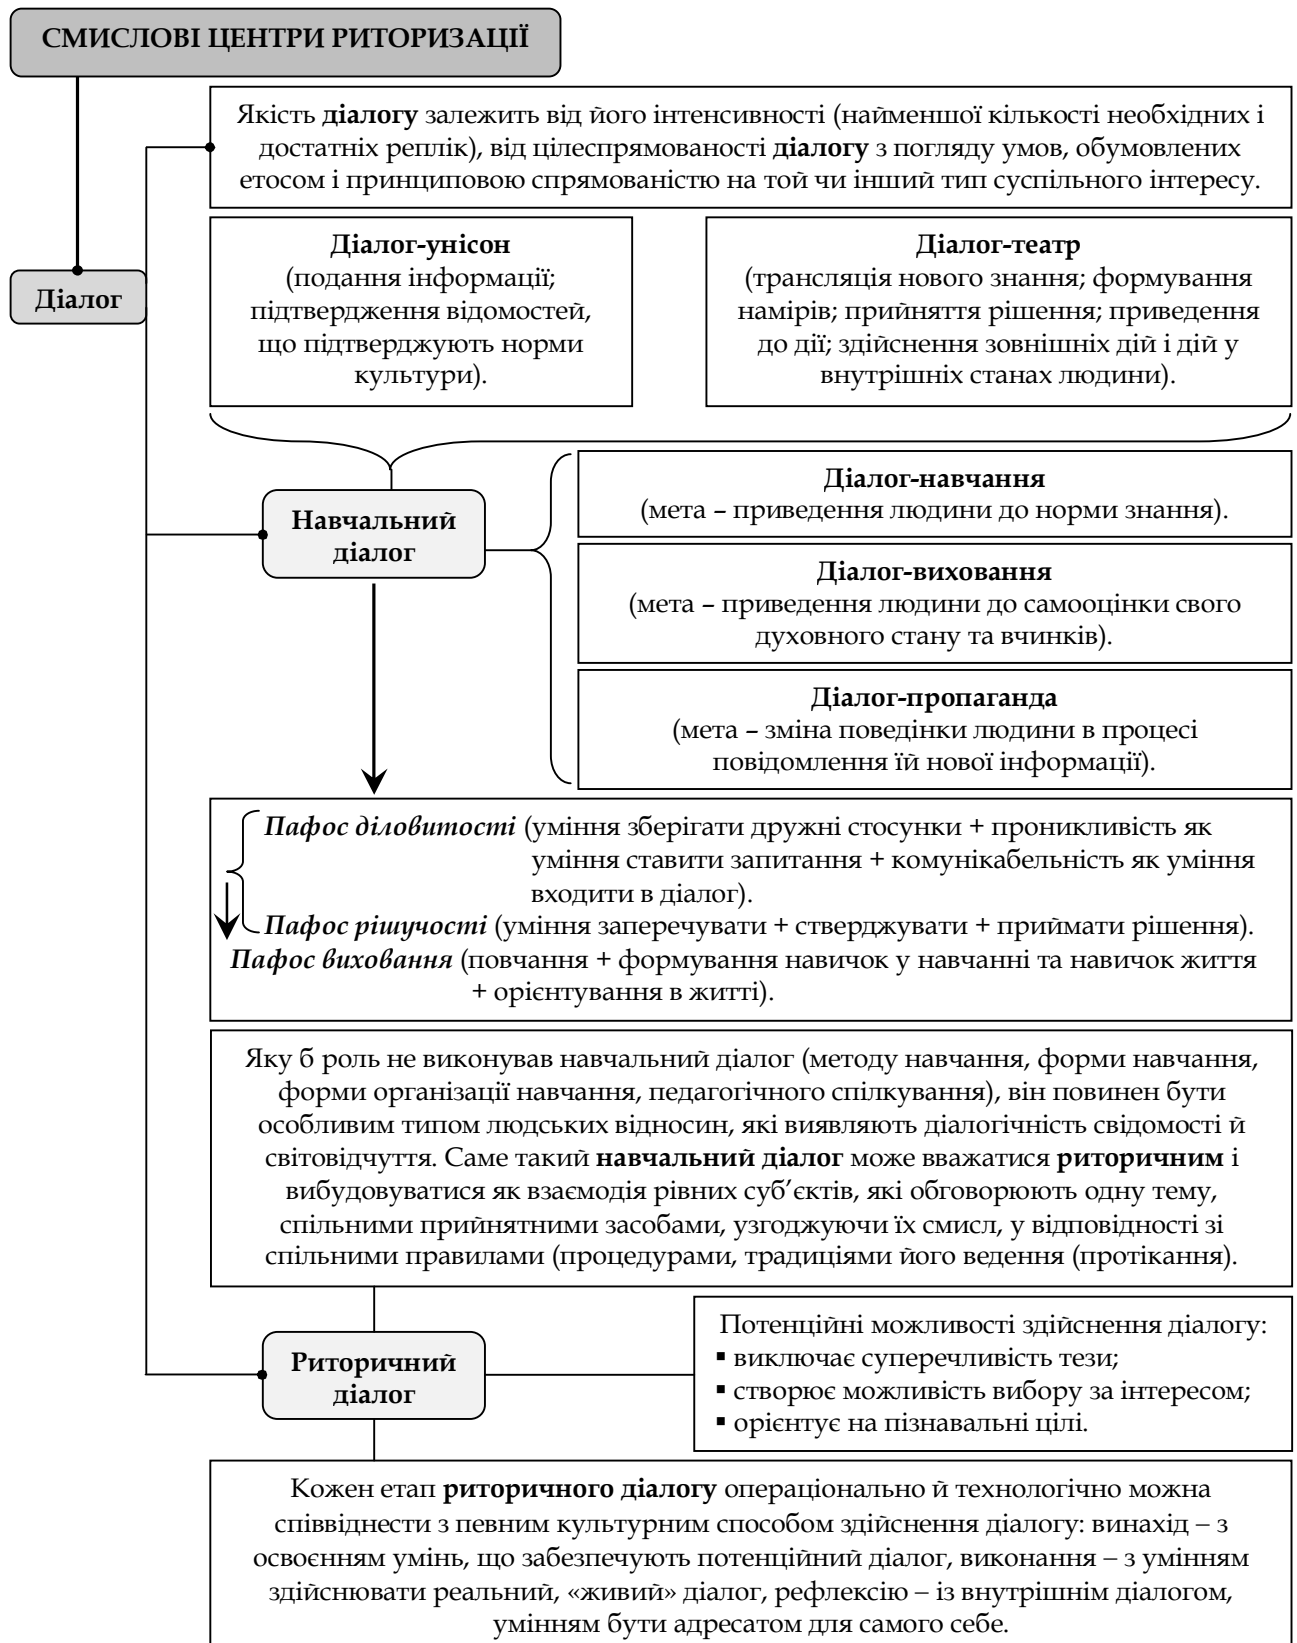 СМИСЛОВІ ЦЕНТРИ РИТОРИЗАЦІЇ
Якість діалогу залежить від його інтенсивності (найменшої кількості необхідних і
достатніх реплік), від цілеспрямованості діалогу з погляду умов, обумовлених
етосом і принциповою спрямованістю на той чи інший тип суспільного інтересу.
Діалог
Діалог-унісон
(подання інформації;
підтвердження відомостей,
що підтверджують норми
культури).
Діалог-театр
(трансляція нового знання; формування
намірів; прийняття рішення; приведення
до дії; здійснення зовнішніх дій і дій у
внутрішніх станах людини).
Навчальний
діалог
Діалог-навчання
(мета – приведення людини до норми знання).
Діалог-виховання
(мета – приведення людини до самооцінки свого
духовного стану та вчинків).
Діалог-пропаганда
(мета – зміна поведінки людини в процесі
повідомлення їй нової інформації).
Пафос діловитості (уміння зберігати дружні стосунки + проникливість як
уміння ставити запитання + комунікабельність як уміння
входити в діалог).
Пафос рішучості (уміння заперечувати + стверджувати + приймати рішення).
Пафос виховання (повчання + формування навичок у навчанні та навичок життя
+ орієнтування в житті).
Яку б роль не виконував навчальний діалог (методу навчання, форми навчання,
форми організації навчання, педагогічного спілкування), він повинен бути
особливим типом людських відносин, які виявляють діалогічність свідомості й
світовідчуття. Саме такий навчальний діалог може вважатися риторичним і
вибудовуватися як взаємодія рівних суб’єктів, які обговорюють одну тему,
спільними прийнятними засобами, узгоджуючи їх смисл, у відповідності зі
спільними правилами (процедурами, традиціями його ведення (протікання).
Риторичний
діалог
Потенційні можливості здійснення діалогу:
▪ виключає суперечливість тези;
▪ створює можливість вибору за інтересом;
▪ орієнтує на пізнавальні цілі.
Кожен етап риторичного діалогу операціонально й технологічно можна
співвіднести з певним культурним способом здійснення діалогу: винахід – з
освоєнням умінь, що забезпечують потенційний діалог, виконання – з умінням
здійснювати реальний, «живий» діалог, рефлексію – із внутрішнім діалогом,
умінням бути адресатом для самого себе.